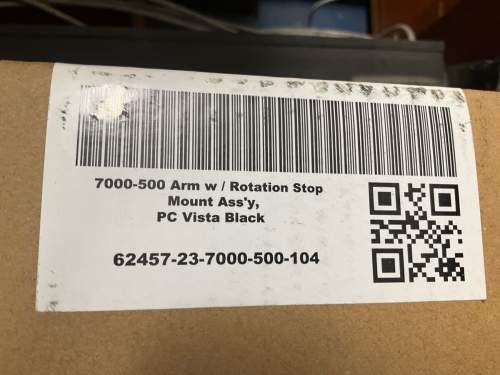 7000-500 Arm w / Rotation Stop
Mount Ass'y,
PC Vista Black
62457-23-7000-500-104